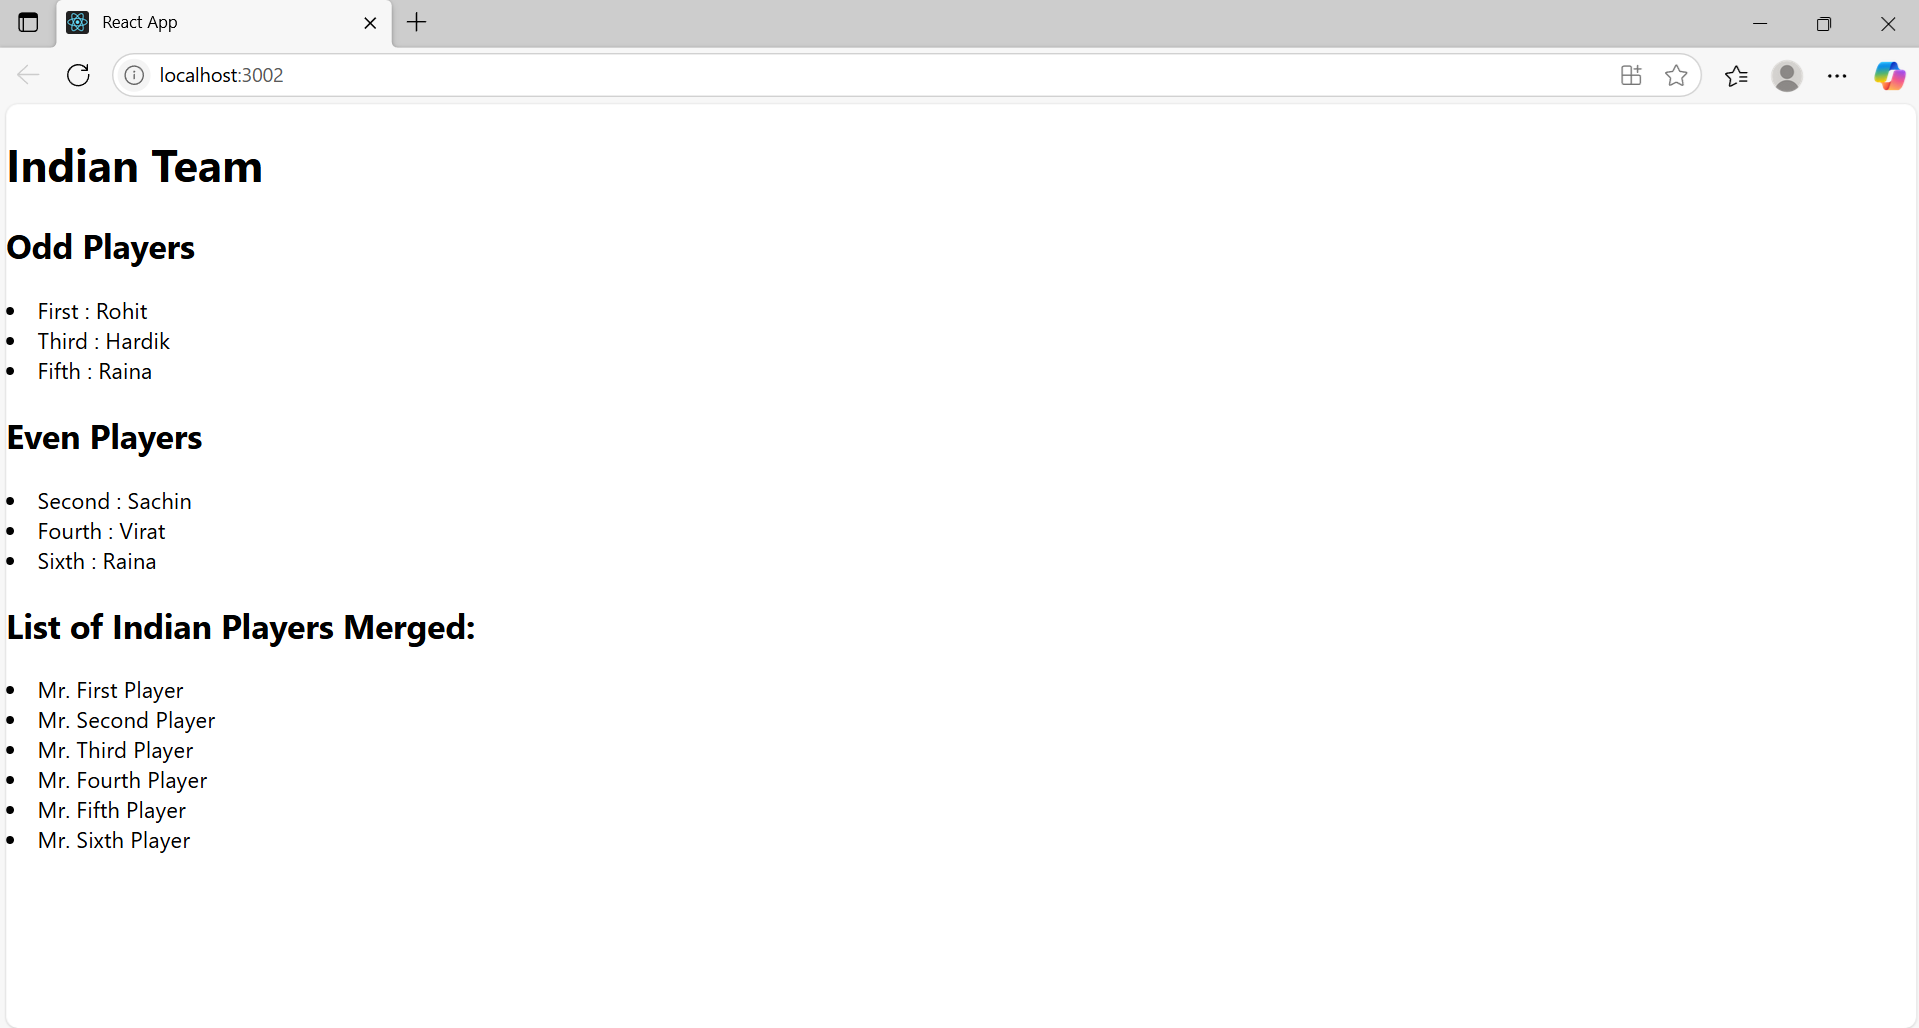 React App
localhost:3002
Indian Team
Odd Players
First : Rohit
Third : Hardik
Fifth : Raina
Even Players
Second : Sachin
Fourth : Virat
Sixth : Raina
List of Indian Players Merged:
Mr. First Player
Mr. Second Player
Mr. Third Player
Mr. Fourth Player
Mr. Fifth Player
Mr. Sixth Player